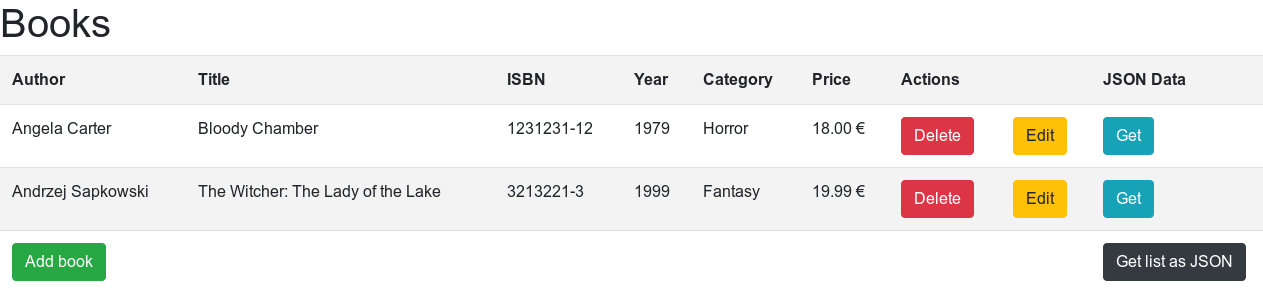 Books
Author Title ISBN Year Category Price Actions JSON Data
Angela Carter Bloody Chamber 1231231-12 1979 Horror 18.00 € Delete Edit Get
Andrzej Sapkowski The Witcher: The Lady of the Lake 3213221-3 1999 Fantasy 19.99 € Delete Edit Get
Add book Get list as JSON